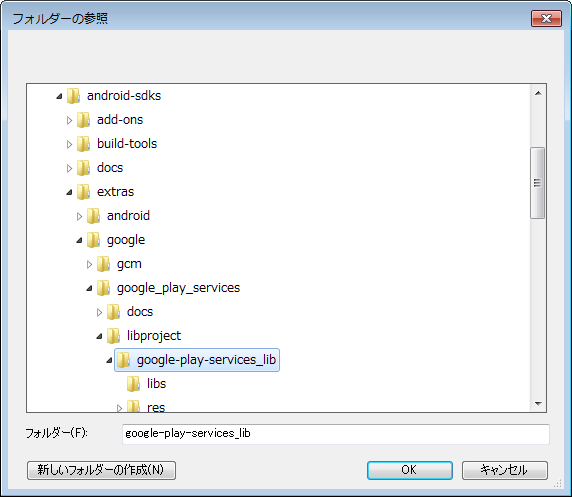 フォルダーの参照
android-sdks
add-ons
build-tools
docs
extras
android
google
gcm
google_play_services
docs
libproject
google-play-services_lib
libs
res
フォルダー(F):
google-play-services_lib
新しいフォルダーの作成(N)
OK
キャンセル